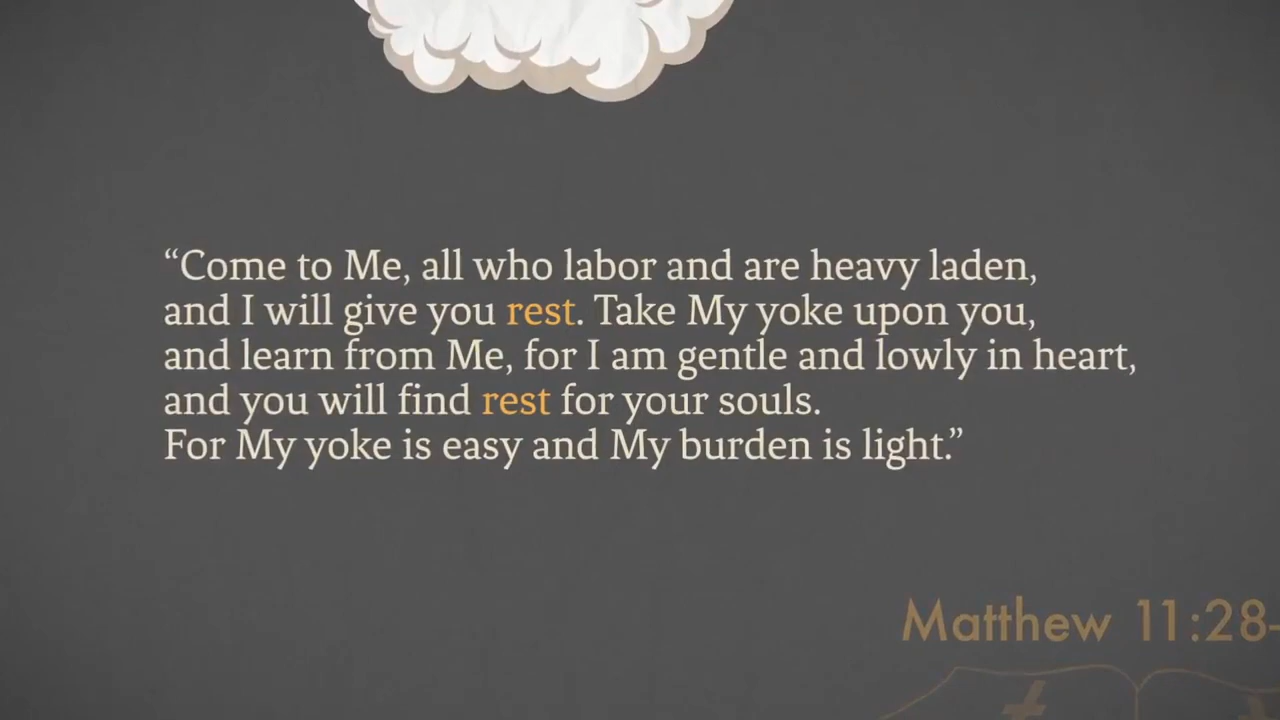 “Come to Me, all who labor and are heavy laden,
and I will give you rest. Take My yoke upon you,
and learn from Me, for I am gentle and lowly in heart,
and you will find rest for your souls.
For My yoke is easy and My burden is light.”
Matthew 11:28-